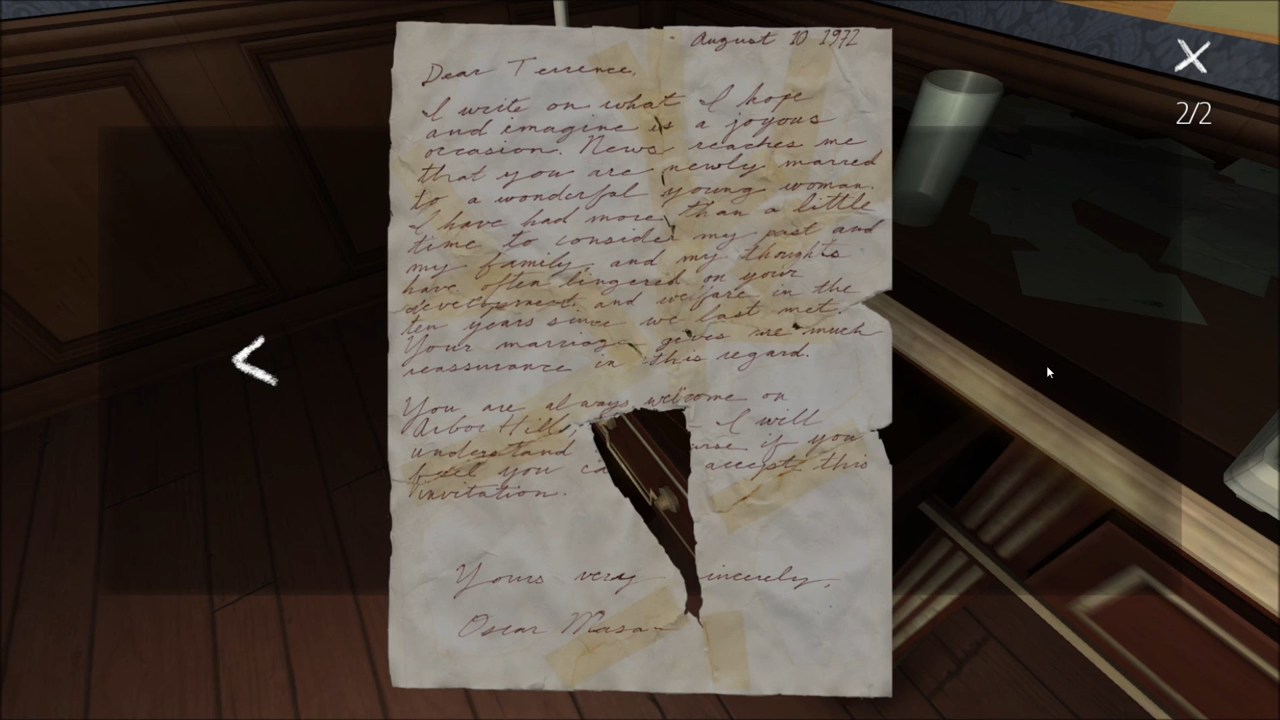 August 10 1972
2/2
Dear Terrence,
I write on what I hope
and imagine is a joyous
occasion. News reaches me
that you are newly married
to a wonderful young woman.
I have had more than a little
time to consider my past and
my family, and my thoughts
have often lingered on your
development and welfare in the
ten years since we last met.
Your marriage gives me much
reassurance in this regard.
You are always welcome on
Arbor Hill, I will
understand if you
feel you accept this
invitation.
Yours very incerely,
Oscar Mason